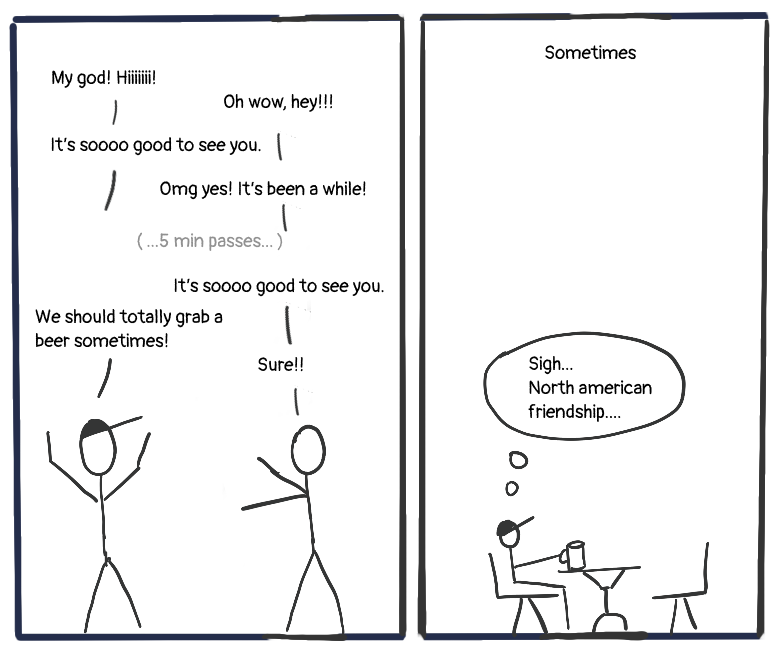 My god! Hiiiiiii!
Oh wow, hey!!!
It's soooo good to see you.
Omg yes! It's been a while!
(...5 min passes...)
It's soooo good to see you.
We should totally grab a
beer sometimes!
Sure!!
Sometimes
Sigh...
North american
friendship....